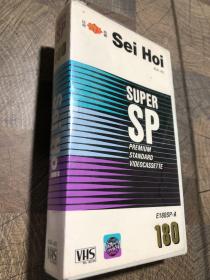 Sei Hoi
SUPER
SP
PREMIUM
STANDARD
VIDEOCASSETTE
E180SP-A
180
VHS